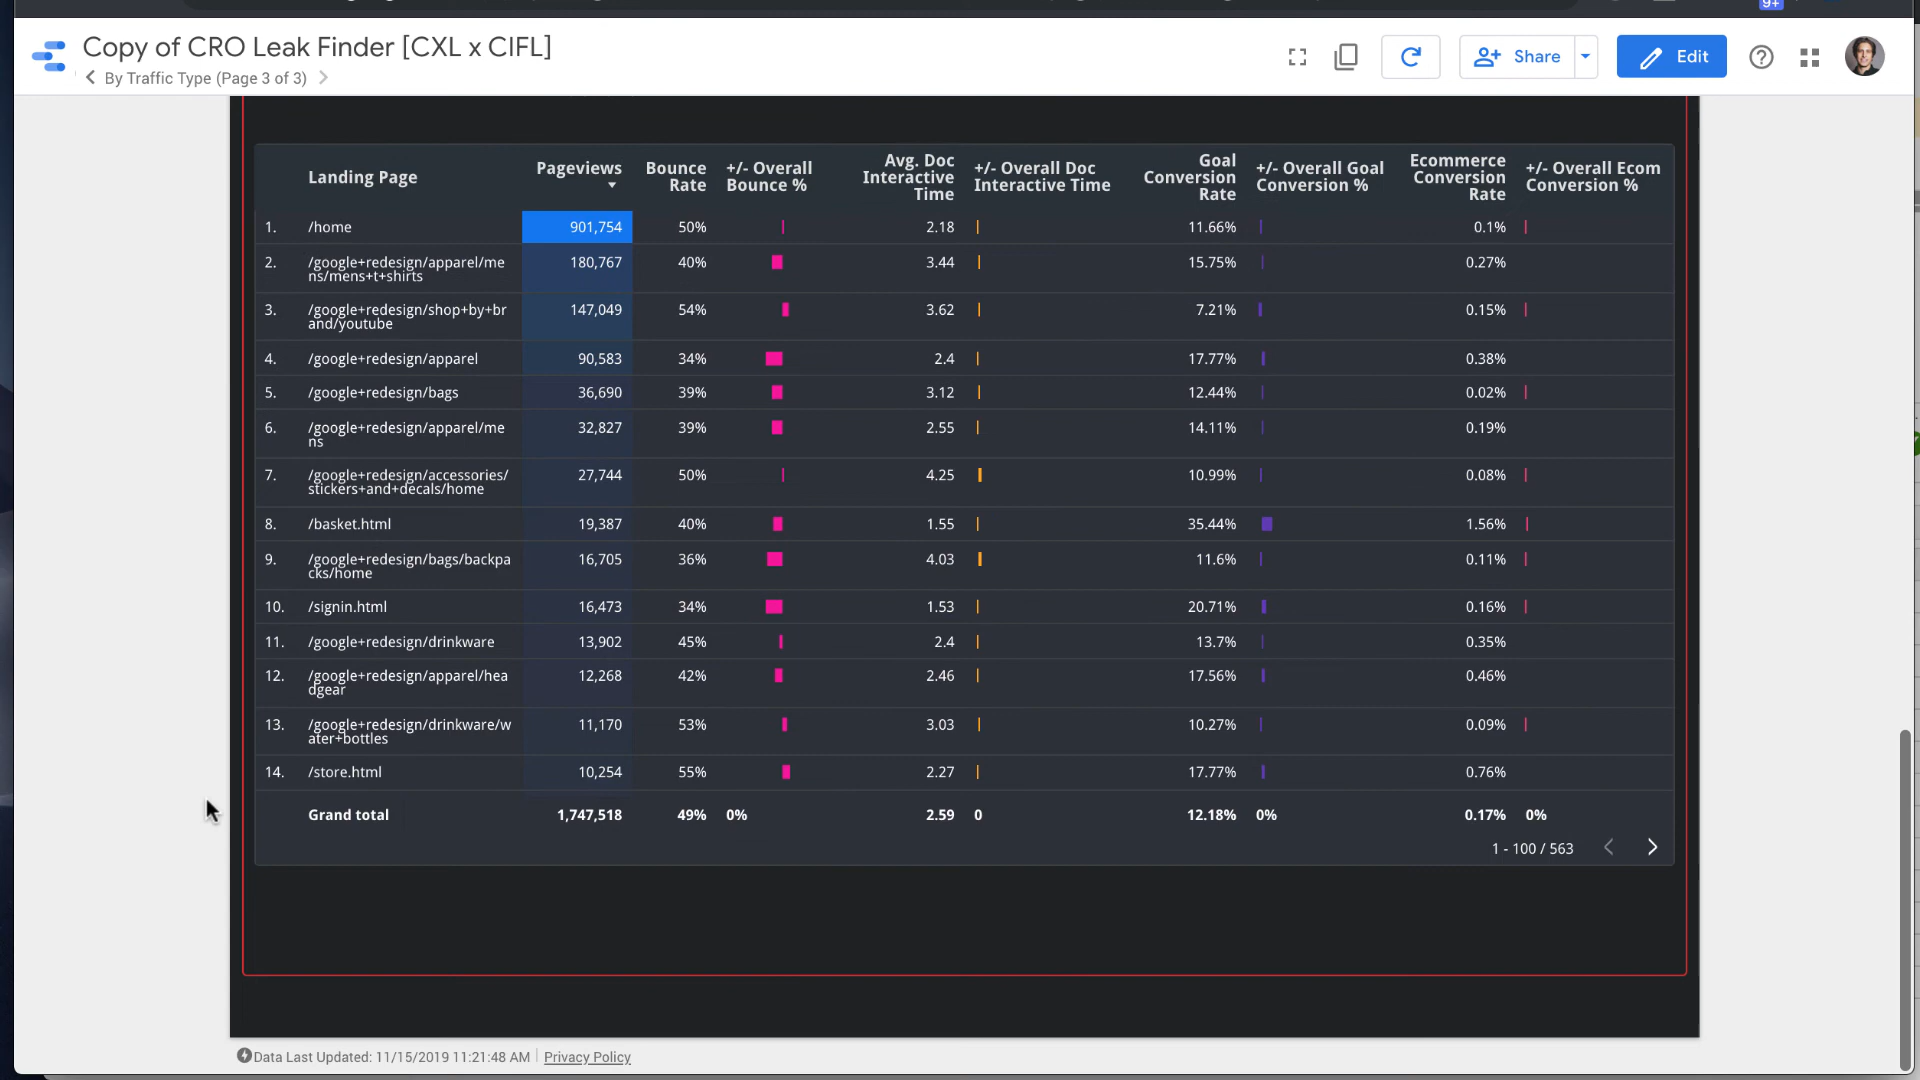 9+
Copy of CRO Leak Finder [CXL x CIFL]
By Traffic Type (Page 3 of 3)
Share
Edit
Landing Page
Pageviews
Bounce
Rate
+/- Overall
Bounce %
Avg. Doc
Interactive
Time
+/- Overall Doc
Interactive Time
Goal
Conversion
Rate
+/- Overall Goal
Conversion %
Ecommerce
Conversion
Rate
+/- Overall Ecom
Conversion %
1. /home 901,754 50% 2.18 11.66% 0.1%
2. /google+redesign/apparel/me
ns/mens+t+shirts 180,767 40% 3.44 15.75% 0.27%
3. /google+redesign/shop+by+br
and/youtube 147,049 54% 3.62 7.21% 0.15%
4. /google+redesign/apparel 90,583 34% 2.4 17.77% 0.38%
5. /google+redesign/bags 36,690 39% 3.12 12.44% 0.02%
6. /google+redesign/apparel/me
ns 32,827 39% 2.55 14.11% 0.19%
7. /google+redesign/accessories/
stickers+and+decals/home 27,744 50% 4.25 10.99% 0.08%
8. /basket.html 19,387 40% 1.55 35.44% 1.56%
9. /google+redesign/bags/backpa
cks/home 16,705 36% 4.03 11.6% 0.11%
10. /signin.html 16,473 34% 1.53 20.71% 0.16%
11. /google+redesign/drinkware 13,902 45% 2.4 13.7% 0.35%
12. /google+redesign/apparel/hea
dgear 12,268 42% 2.46 17.56% 0.46%
13. /google+redesign/drinkware/w
ater+bottles 11,170 53% 3.03 10.27% 0.09%
14. /store.html 10,254 55% 2.27 17.77% 0.76%
Grand total 1,747,518 49% 0% 2.59 0 12.18% 0% 0.17% 0%
1 - 100 / 563
Data Last Updated: 11/15/2019 11:21:48 AM
Privacy Policy